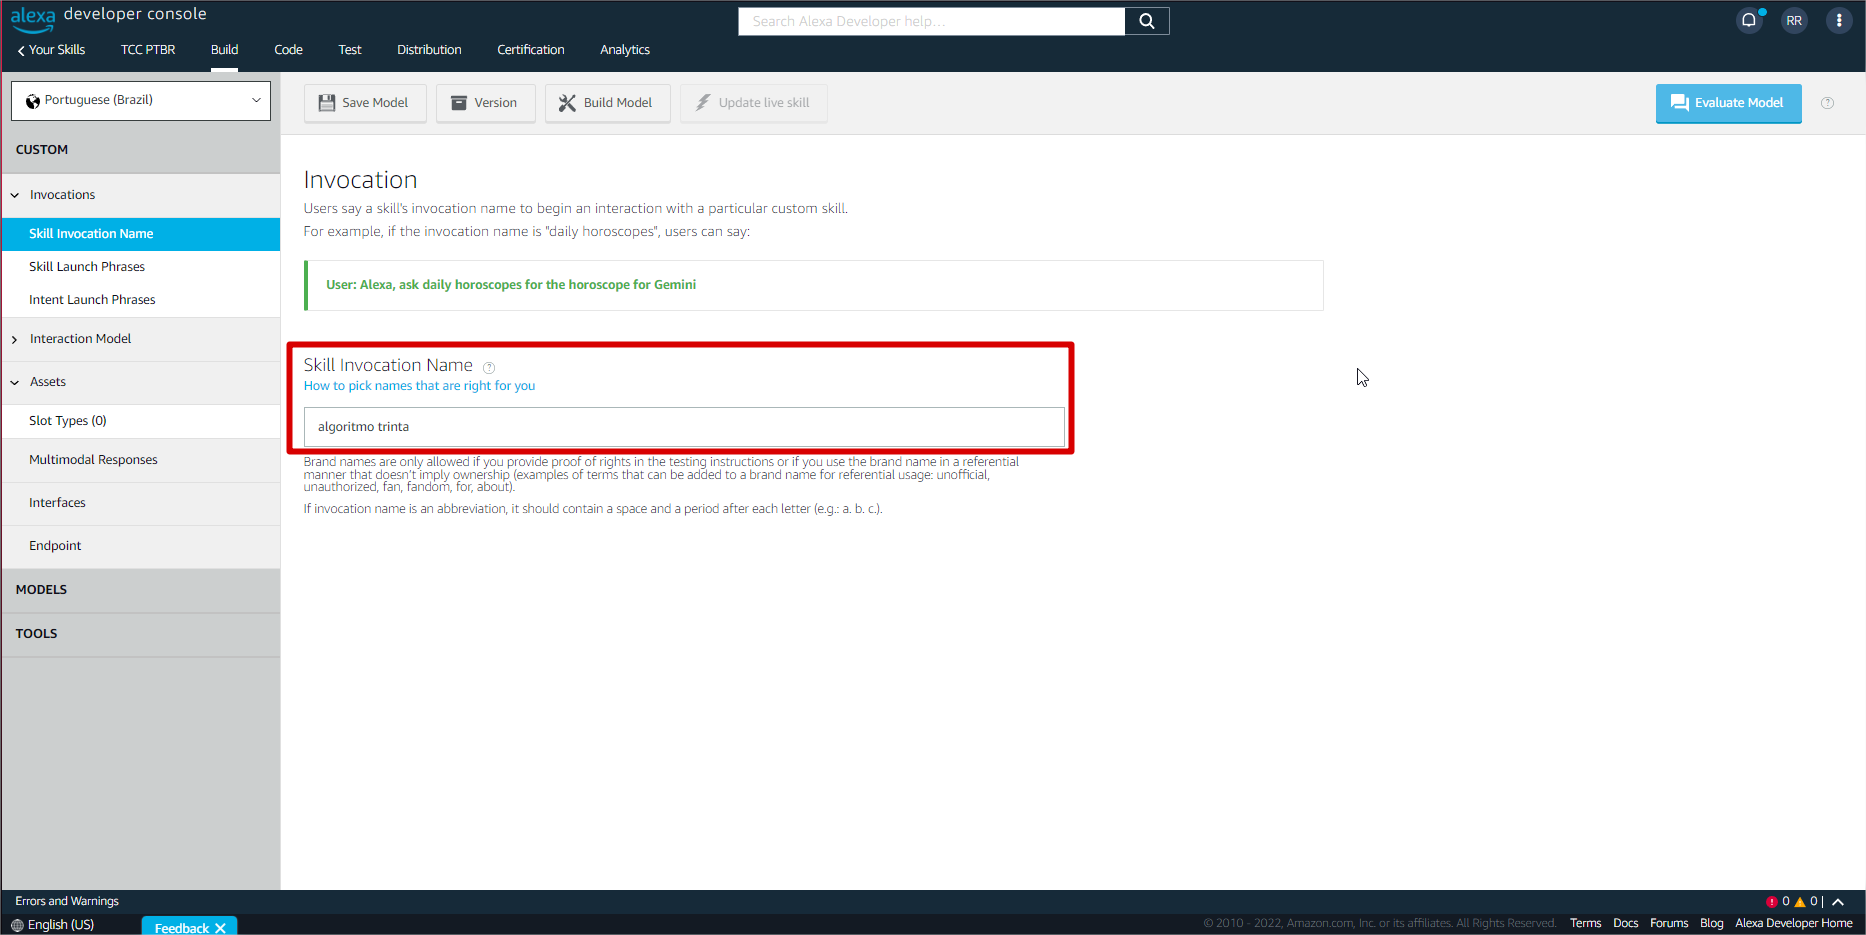 alexa developer console
Search Alexa Developer help...
RR
Your Skills
TCC PTBR
Build
Code
Test
Distribution
Certification
Analytics
Portuguese (Brazil)
Save Model
Version
Build Model
Update live skill
Evaluate Model
?
CUSTOM
Invocations
Skill Invocation Name
Skill Launch Phrases
Intent Launch Phrases
Interaction Model
Assets
Slot Types (0)
Multimodal Responses
Interfaces
Endpoint
MODELS
TOOLS
Invocation
Users say a skill's invocation name to begin an interaction with a particular custom skill.
For example, if the invocation name is "daily horoscopes", users can say:
User: Alexa, ask daily horoscopes for the horoscope for Gemini
Skill Invocation Name ?
How to pick names that are right for you
algoritmo trinta
Brand names are only allowed if you provide proof of rights in the testing instructions or if you use the brand name in a referential
manner that doesn't imply ownership (examples of terms that can be added to a brand name for referential usage: unofficial,
unauthorized, fan, fandom, for, about).
If invocation name is an abbreviation, it should contain a space and a period after each letter (e.g.: a. b. c.).
Errors and Warnings
! 0 ! 0 |
English (US)
Feedback
© 2010 - 2022, Amazon.com, Inc. or its affiliates. All Rights Reserved.
Terms
Docs
Forums
Blog
Alexa Developer Home